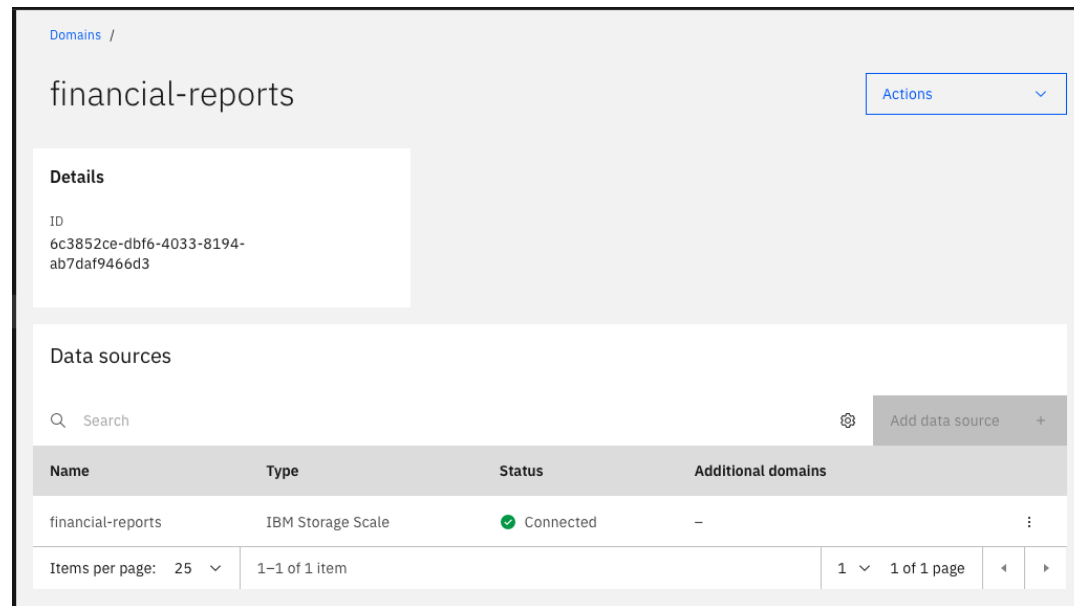 Domains /
financial-reports
Actions
Details
ID
6c3852ce-dbf6-4033-8194-
ab7daf9466d3
Data sources
Search
Add data source +
Name Type Status Additional domains
financial-reports IBM Storage Scale Connected –
Items per page: 25 1–1 of 1 item 1 1 of 1 page